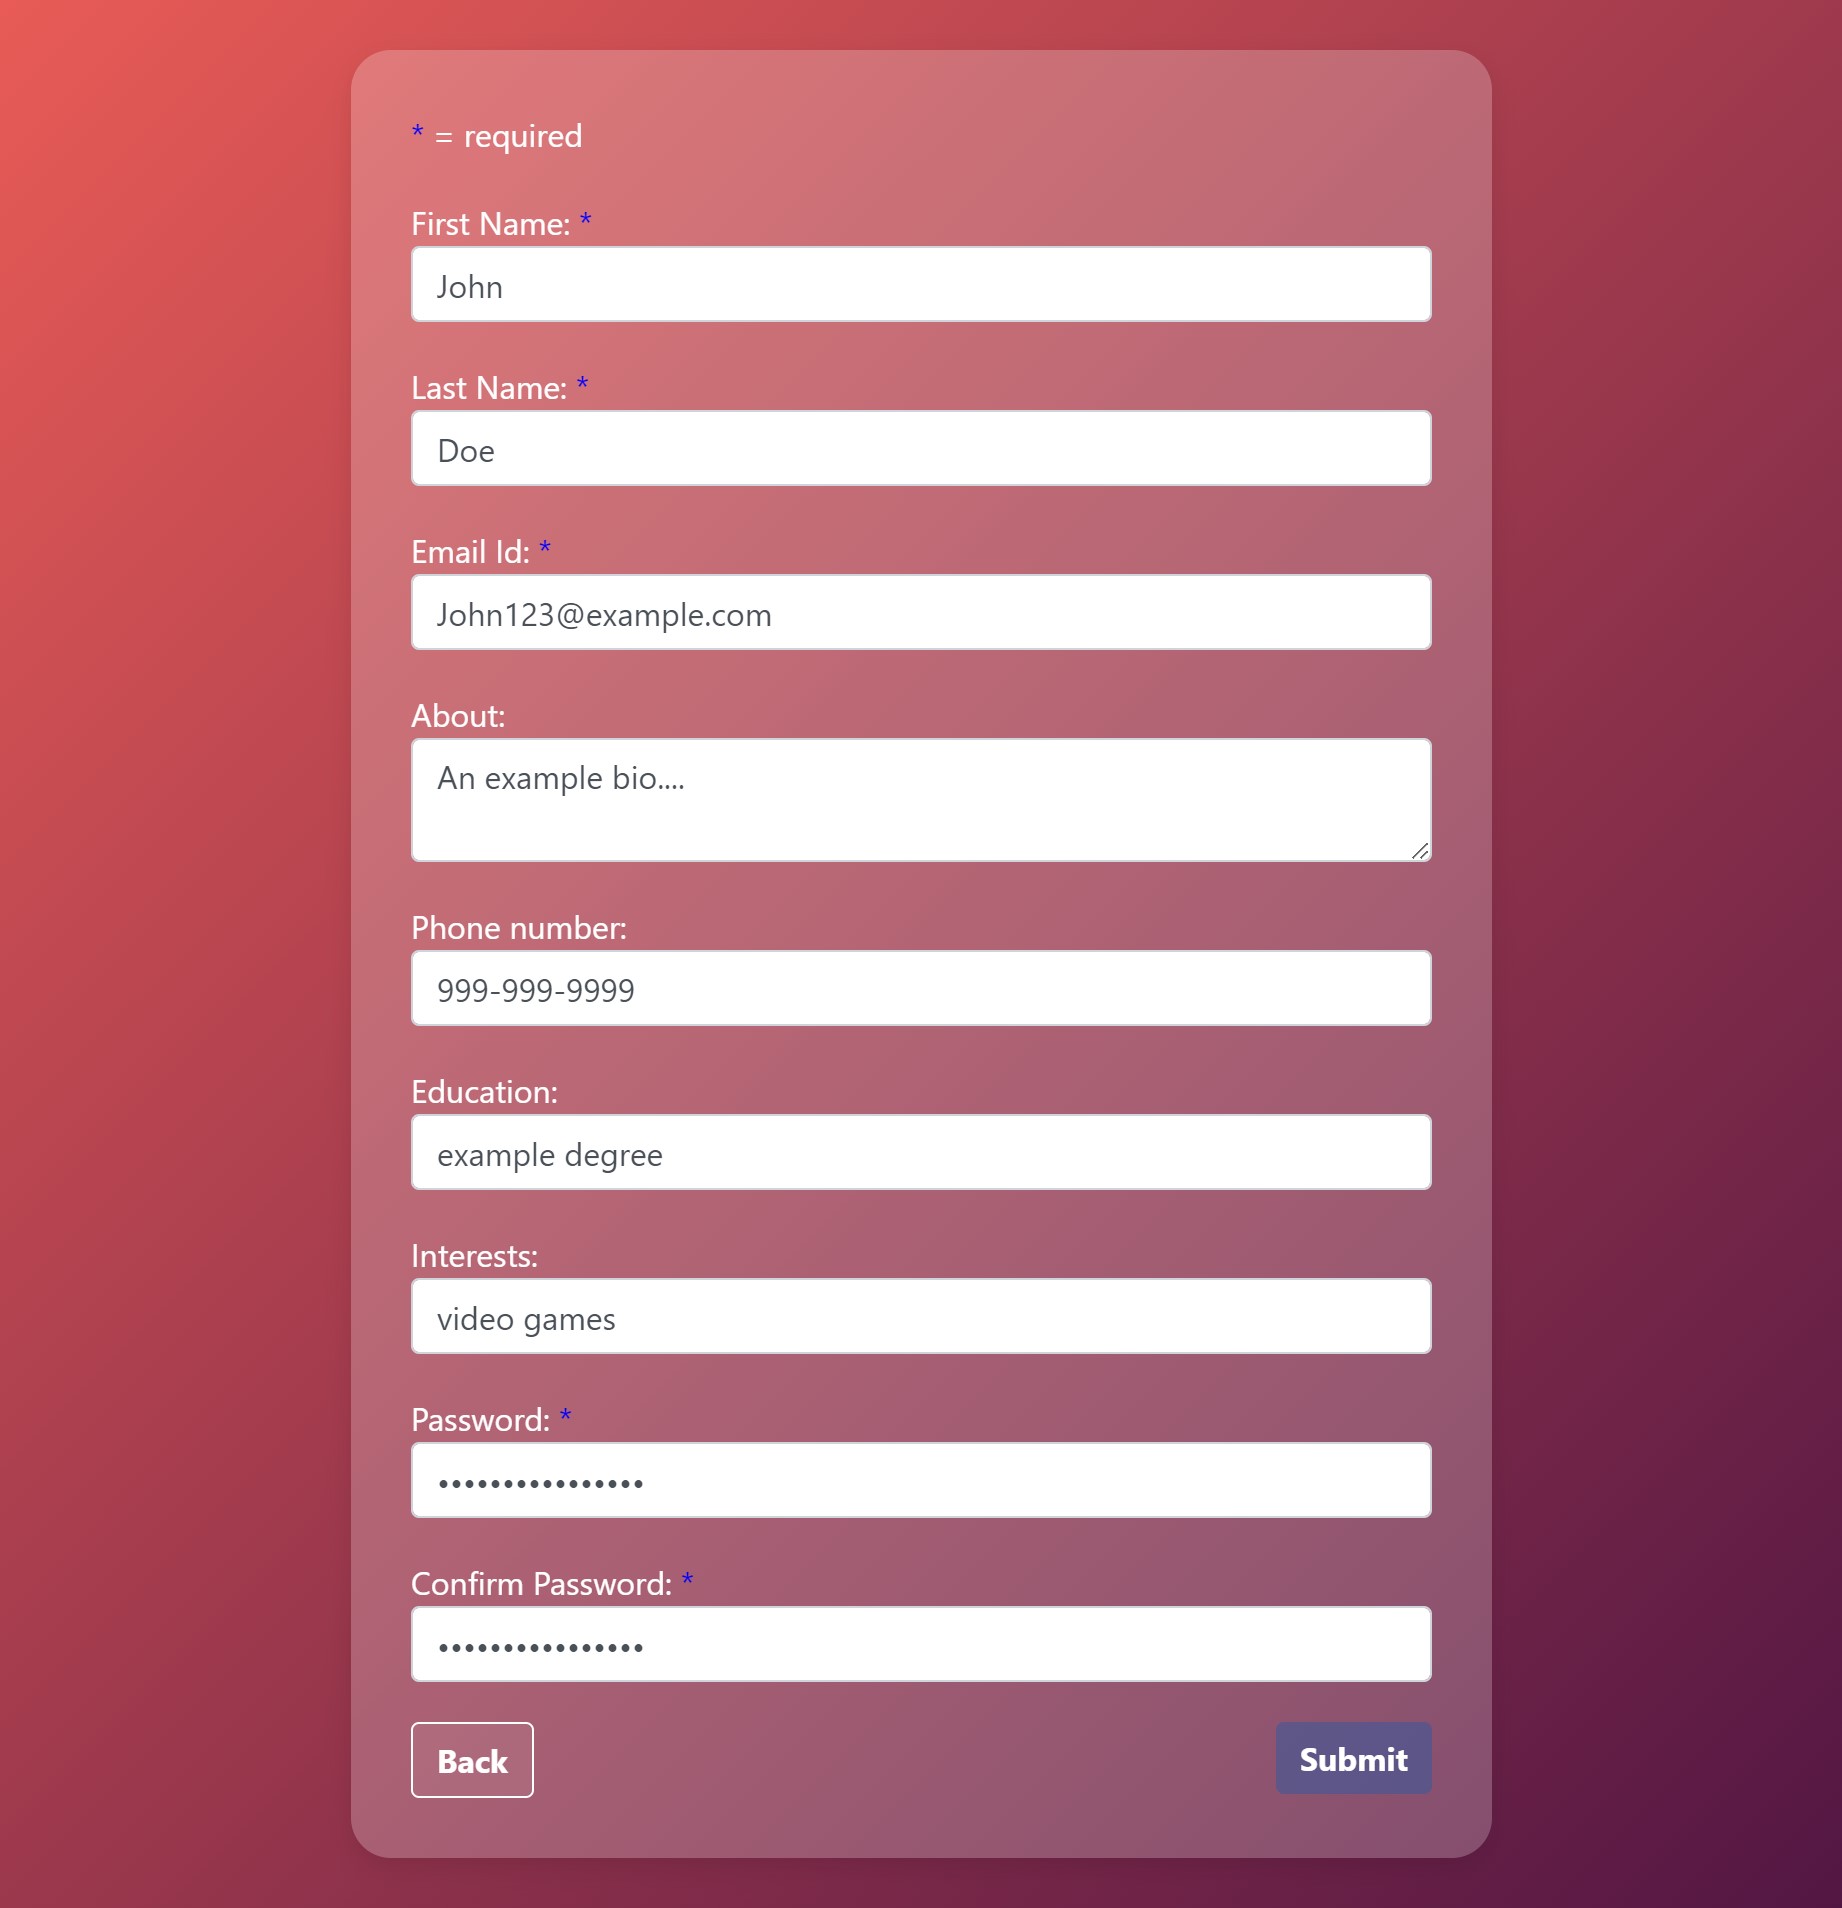 * = required
First Name: *
John
Last Name: *
Doe
Email Id: *
John123@example.com
About:
An example bio....
Phone number:
999-999-9999
Education:
example degree
Interests:
video games
Password: *
••••••••••••••••
Confirm Password: *
••••••••••••••••
Back
Submit